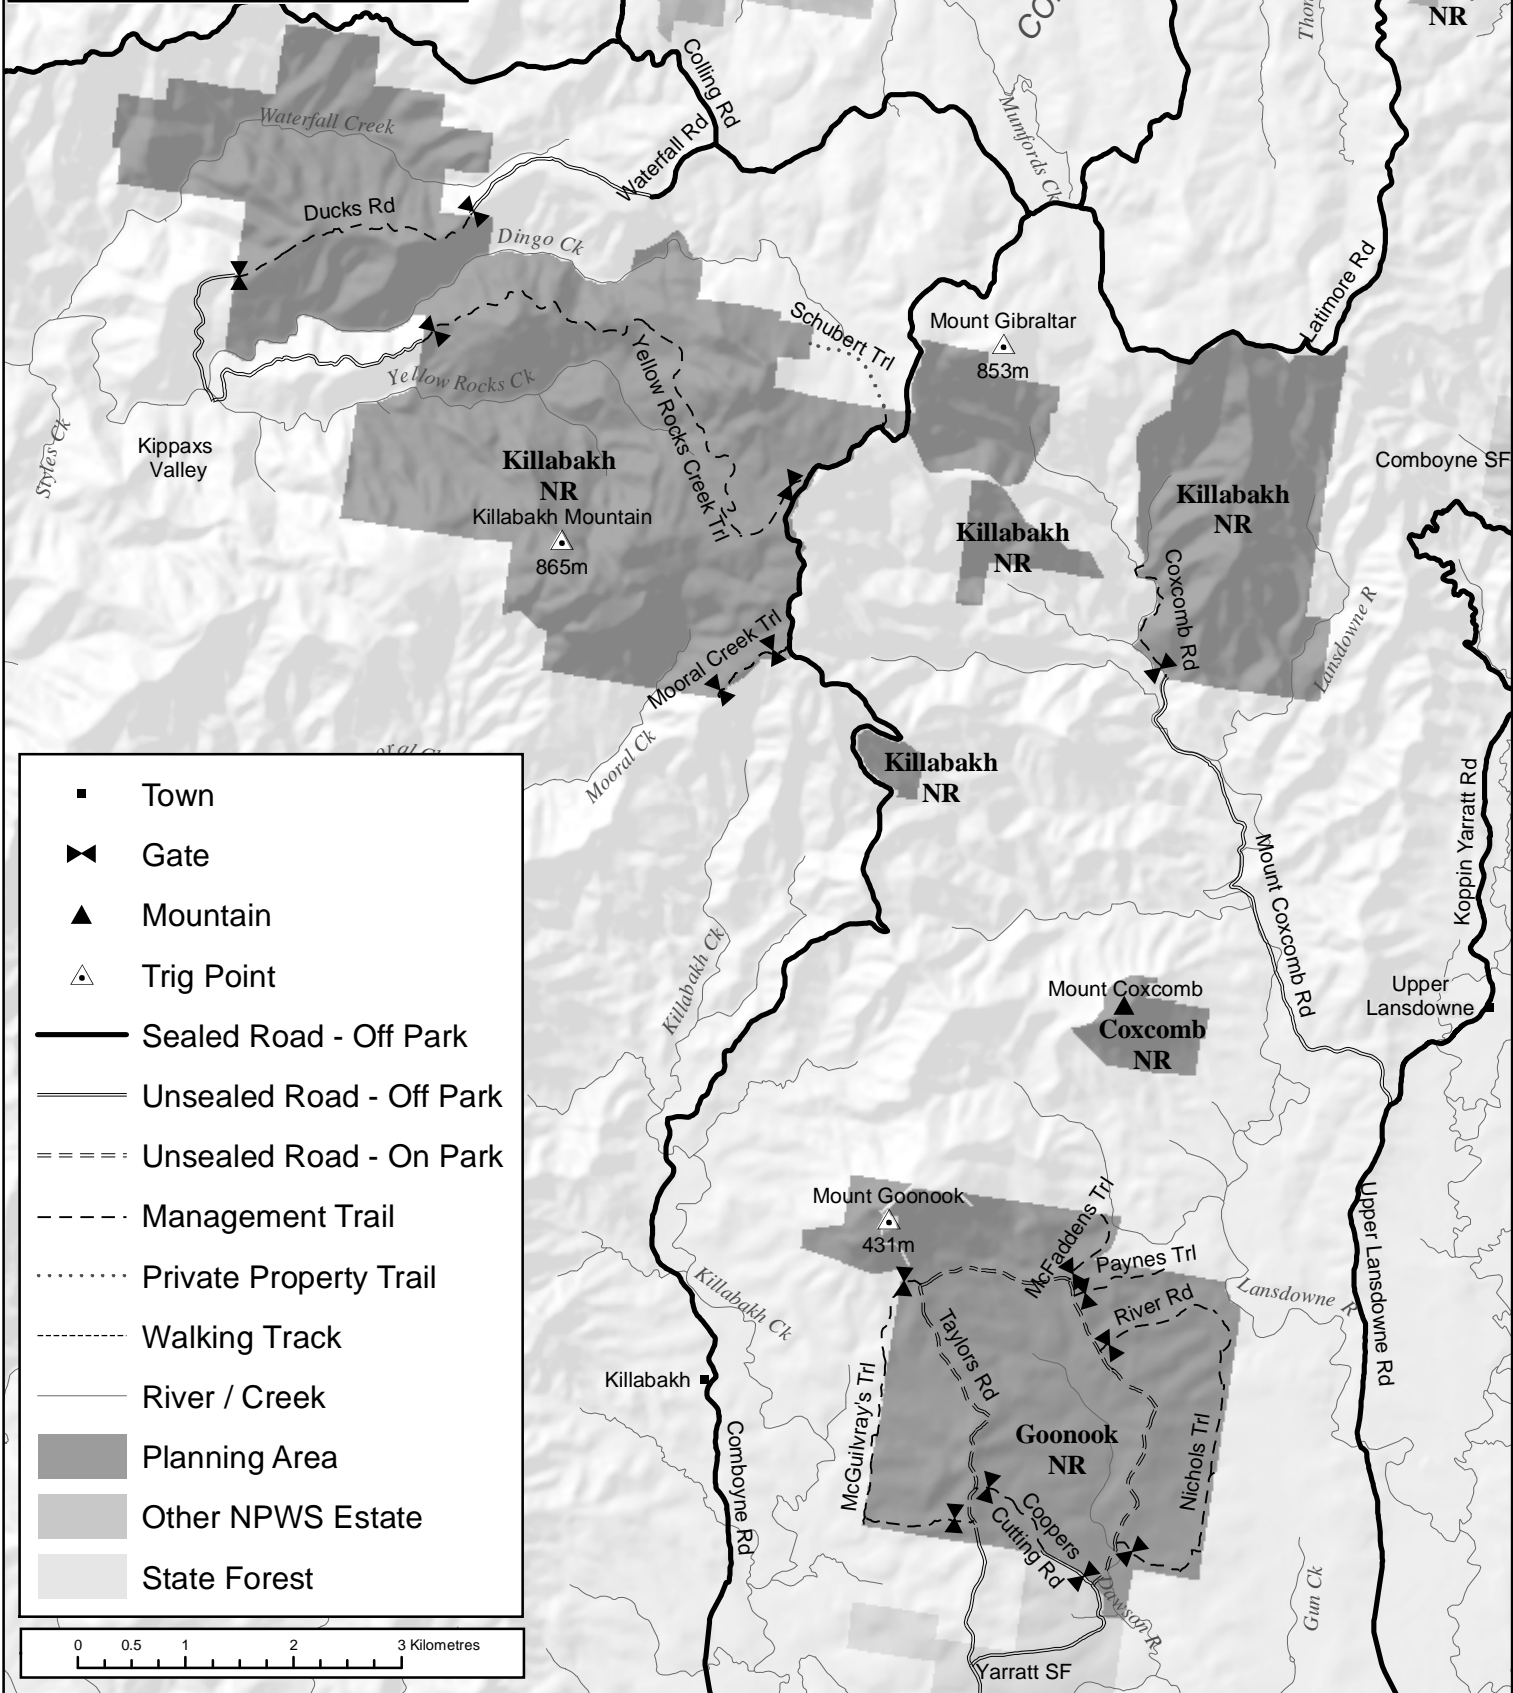 NR
Colling Rd
Waterfall Creek
Waterfall Rd
Mumfords Ck
Ducks Rd
Dingo Ck
Latimore Rd
Schubert Trl
Mount Gibraltar
853m
Yellow Rocks Ck
Yellow Rocks Creek Trl
Styles Ck
Kippaxs
Valley
Killabakh
NR
Killabakh Mountain
865m
Comboyne SF
Killabakh
NR
Killabakh
NR
Coxcomb Rd
Lansdowne R
Mooral Creek Trl
Mooral Ck
Killabakh
NR
Koppin Yarratt Rd
Mount Coxcomb Rd
Killabakh Ck
Mount Coxcomb
Coxcomb
NR
Upper
Lansdowne
Mount Goonook
431m
McFaddens Trl
Paynes Trl
River Rd
Lansdowne R
Upper Lansdowne Rd
Killabakh Ck
Taylors Rd
McGuilvray's Trl
Killabakh
Comboyne Rd
Goonook
NR
Nichols Trl
Coopers
Cutting Rd
Dawson R
Gun Ck
Yarratt SF
Town
Gate
Mountain
Trig Point
Sealed Road - Off Park
Unsealed Road - Off Park
Unsealed Road - On Park
Management Trail
Private Property Trail
Walking Track
River / Creek
Planning Area
Other NPWS Estate
State Forest
0 0.5 1 2 3 Kilometres